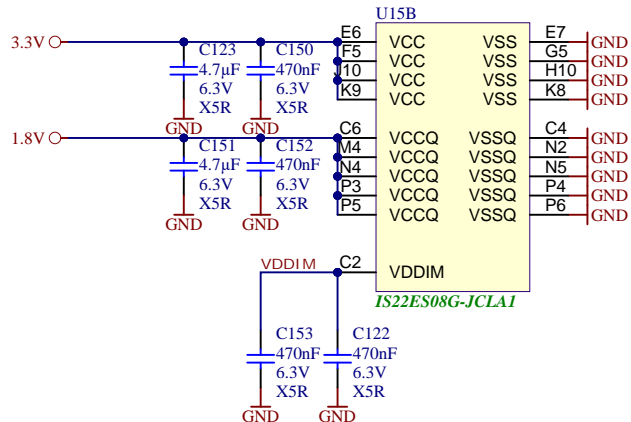 U15B
3.3V
C123
4.7µF
6.3V
X5R
GND
C150
470nF
6.3V
X5R
E6 VCC VSS E7 GND
F5 VCC VSS G5 GND
J10 VCC VSS H10 GND
K9 VCC VSS K8 GND
1.8V
C151
4.7µF
6.3V
X5R
GND
C152
470nF
6.3V
X5R
GND
C6 VCCQ VSSQ C4 GND
M4 VCCQ VSSQ N2 GND
N4 VCCQ VSSQ N5 GND
P3 VCCQ VSSQ P4 GND
P5 VCCQ VSSQ P6 GND
VDDIM C2 VDDIM
IS22ES08G-JCLA1
C153
470nF
6.3V
X5R
GND
C122
470nF
6.3V
X5R
GND
GND